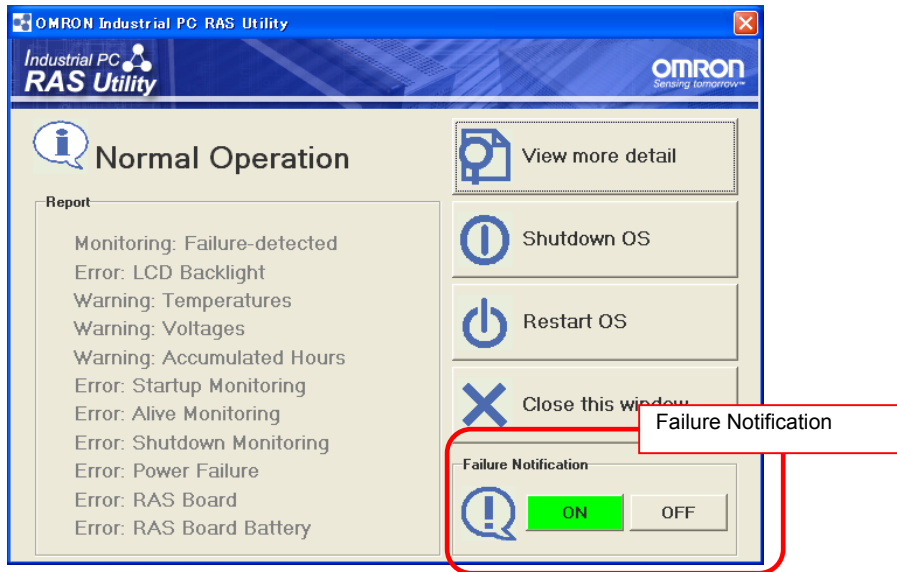 OMRON Industrial PC RAS Utility
Industrial PC
RAS Utility
OMRON
Sensing tomorrow™
Normal Operation
Report
Monitoring: Failure-detected
Error: LCD Backlight
Warning: Temperatures
Warning: Voltages
Warning: Accumulated Hours
Error: Startup Monitoring
Error: Alive Monitoring
Error: Shutdown Monitoring
Error: Power Failure
Error: RAS Board
Error: RAS Board Battery
View more detail
Shutdown OS
Restart OS
Close this window
Failure Notification
Failure Notification
ON
OFF